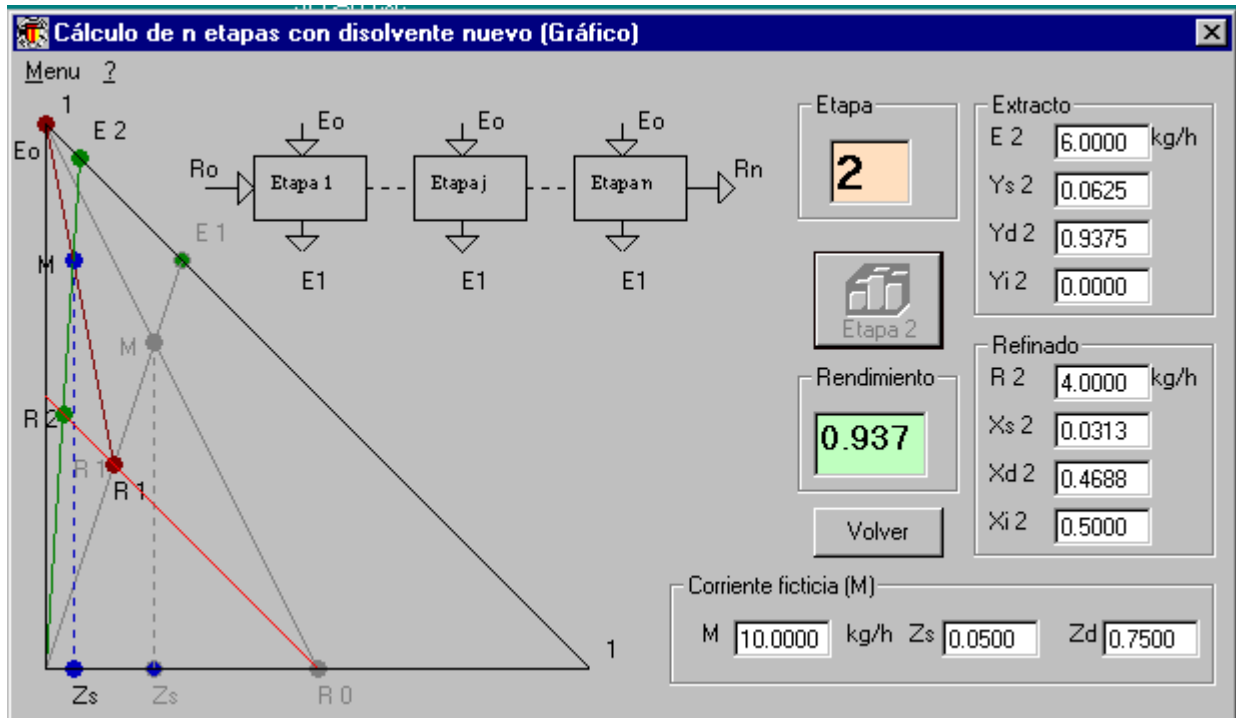 Cálculo de n etapas con disolvente nuevo (Gráfico)
Menu ?
1
E 2
Eo
E 1
M
M
R 2
R 1
R 1
Zs
Zs
R 0
1
Eo Eo Eo
Ro Etapa 1 Etapa j Etapa n Rn
E1 E1 E1
Etapa
2
Etapa 2
Rendimiento
0.937
Volver
Extracto
E 2 6.0000 kg/h
Ys 2 0.0625
Yd 2 0.9375
Yi 2 0.0000
Refinado
R 2 4.0000 kg/h
Xs 2 0.0313
Xd 2 0.4688
Xi 2 0.5000
Corriente ficticia (M)
M 10.0000 kg/h Zs 0.0500 Zd 0.7500